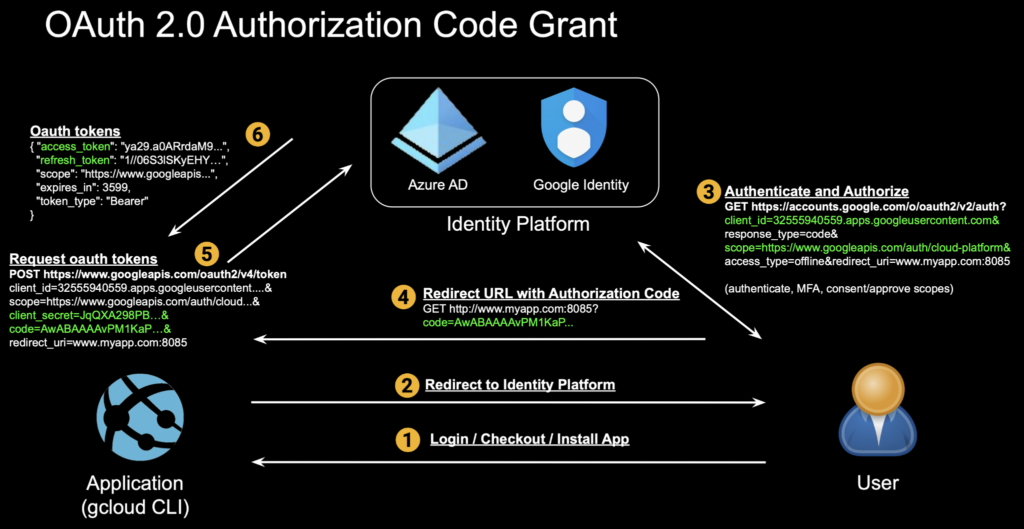 OAuth 2.0 Authorization Code Grant
Azure AD
Google Identity
Identity Platform
6
Oauth tokens
{ "access_token": "ya29.a0ARrdaM9...",
"refresh_token": "1//06S3lSKyEHY…",
"scope": "https://www.googleapis...",
"expires_in": 3599,
"token_type": "Bearer"
}
5
Request oauth tokens
POST https://www.googleapis.com/oauth2/v4/token
client_id=32555940559.apps.googleusercontent....&
scope=https://www.googleapis.com/auth/cloud...&
client_secret=JqQXA298PB…&
code=AwABAAAAvPM1KaP…&
redirect_uri=www.myapp.com:8085
3
Authenticate and Authorize
GET https://accounts.google.com/o/oauth2/v2/auth?
client_id=32555940559.apps.googleusercontent.com&
response_type=code&
scope=https://www.googleapis.com/auth/cloud-platform&
access_type=offline&redirect_uri=www.myapp.com:8085
(authenticate, MFA, consent/approve scopes)
4
Redirect URL with Authorization Code
GET http://www.myapp.com:8085?
code=AwABAAAAvPM1KaP...
2
Redirect to Identity Platform
1
Login / Checkout / Install App
Application
(gcloud CLI)
User